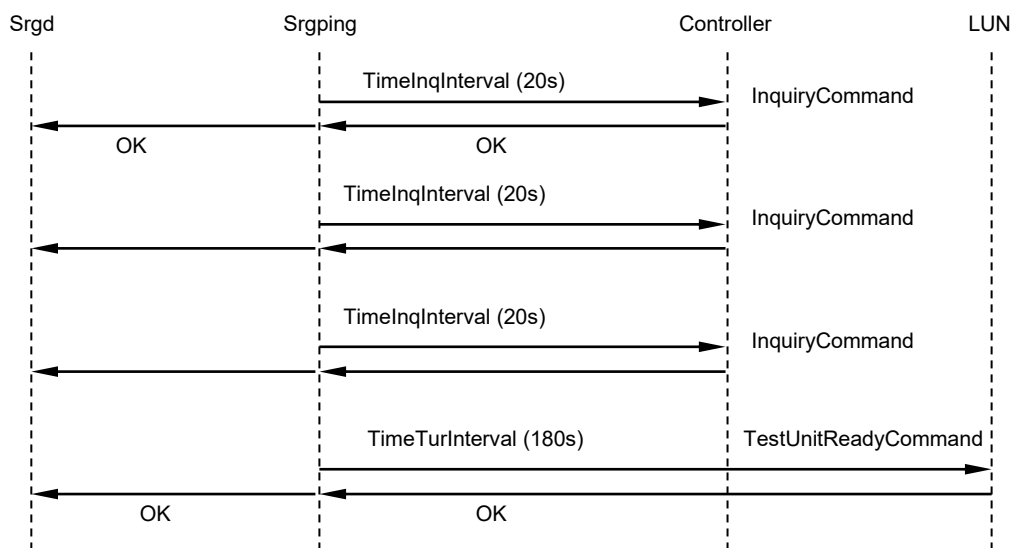 Srgd
Srgping
Controller
LUN
TimeInqInterval (20s)
InquiryCommand
OK
OK
TimeInqInterval (20s)
InquiryCommand
TimeInqInterval (20s)
InquiryCommand
TimeTurInterval (180s)
TestUnitReadyCommand
OK
OK